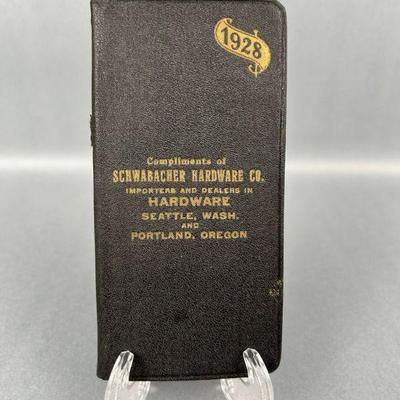 1928
Compliments of
SCHWABACHER HARDWARE CO.
IMPORTERS AND DEALERS IN
HARDWARE
SEATTLE, WASH.
AND
PORTLAND, OREGON